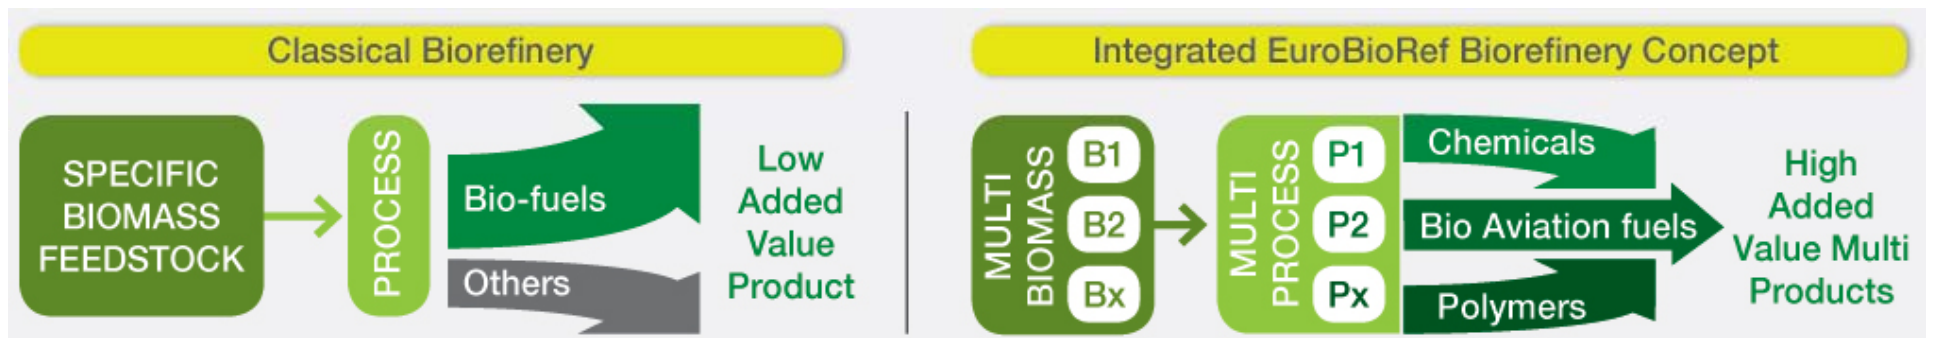 Classical Biorefinery
SPECIFIC
BIOMASS
FEEDSTOCK
PROCESS
Bio-fuels
Others
Low
Added
Value
Product
Integrated EuroBioRef Biorefinery Concept
MULTI
BIOMASS
B1
B2
Bx
MULTI
PROCESS
P1
P2
Px
Chemicals
Bio Aviation fuels
Polymers
High
Added
Value Multi
Products